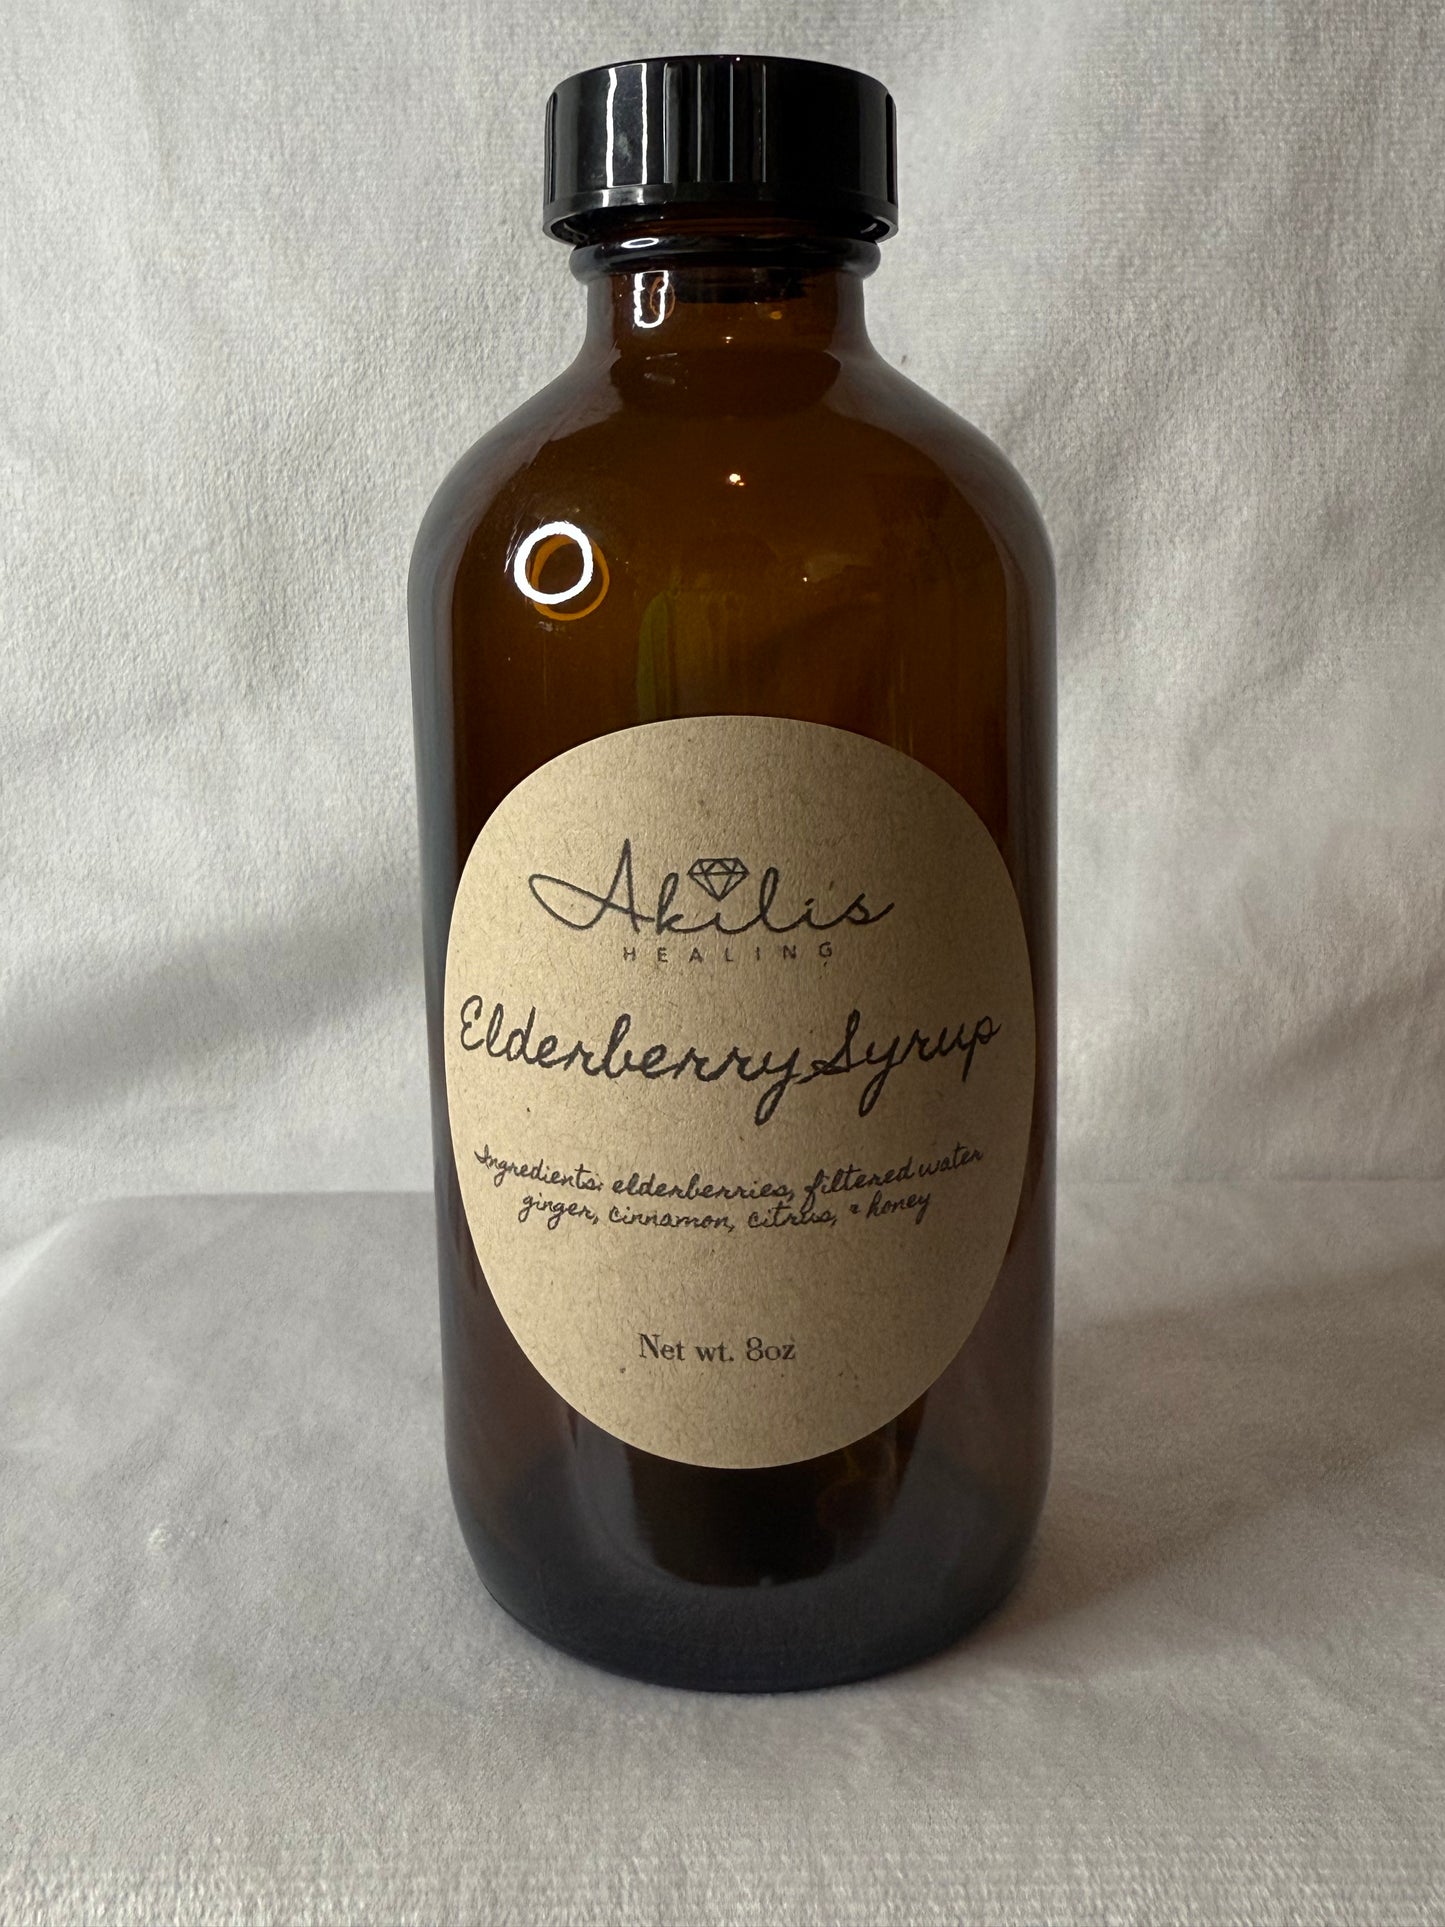 Akilis
HEALING
Elderberry Syrup
Ingredients: elderberries, filtered water
ginger, cinnamon, citrus, & honey
Net wt. 8oz